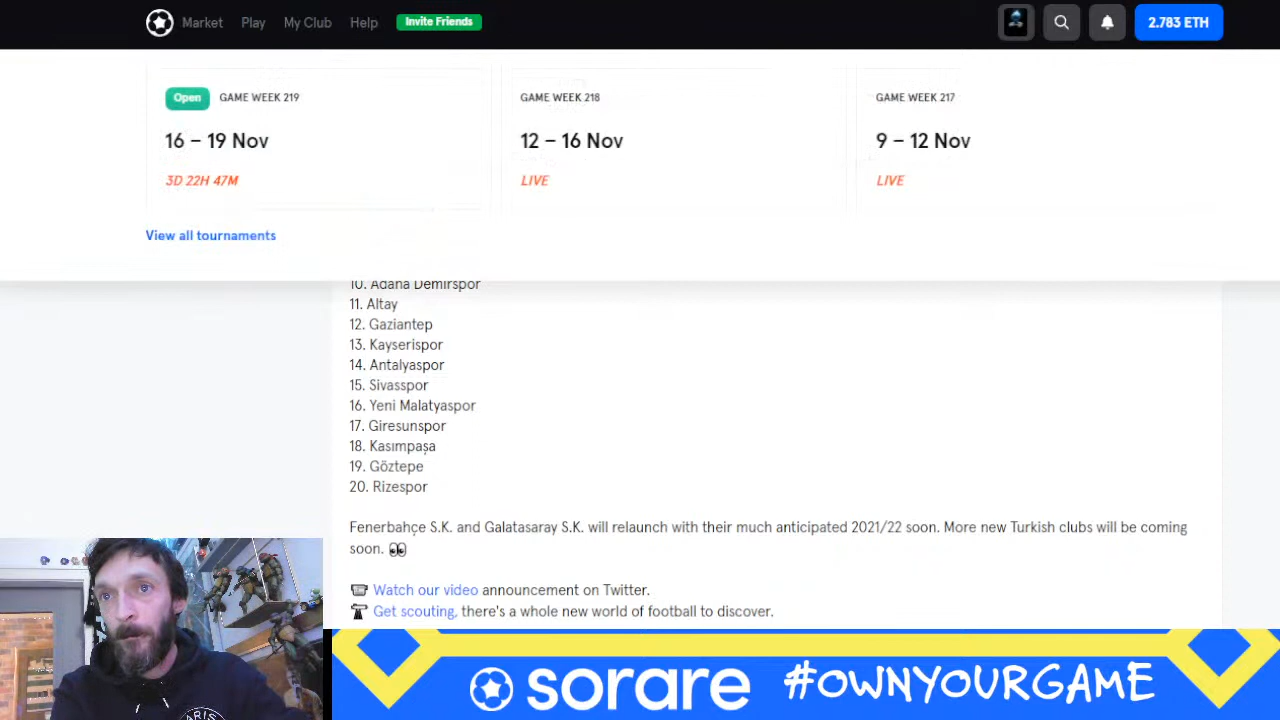 Market Play My Club Help Invite Friends 2.783 ETH
Open GAME WEEK 219
16 – 19 Nov
3D 22H 47M
GAME WEEK 218
12 – 16 Nov
LIVE
GAME WEEK 217
9 – 12 Nov
LIVE
View all tournaments
10. Adana Demirspor
11. Altay
12. Gaziantep
13. Kayserispor
14. Antalyaspor
15. Sivasspor
16. Yeni Malatyaspor
17. Giresunspor
18. Kasımpaşa
19. Göztepe
20. Rizespor
Fenerbahçe S.K. and Galatasaray S.K. will relaunch with their much anticipated 2021/22 soon. More new Turkish clubs will be coming
soon. 👀
Watch our video announcement on Twitter.
Get scouting, there's a whole new world of football to discover.
sorare #OWNYOURGAME